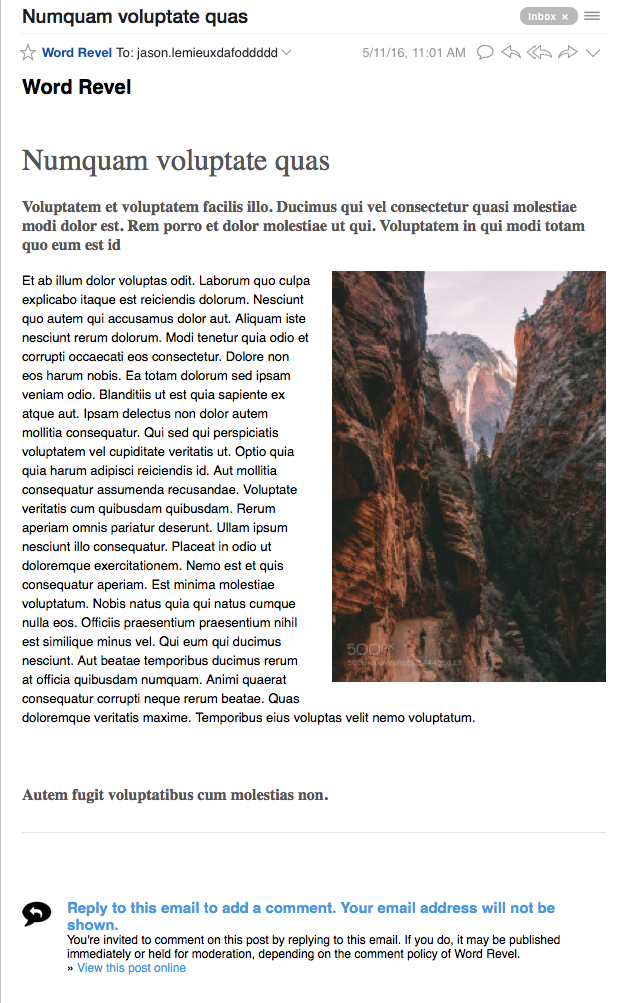 Numquam voluptate quas
Inbox ×
Word Revel To: jason.lemieuxdafoddddd
5/11/16, 11:01 AM
Word Revel
Numquam voluptate quas
Voluptatem et voluptatem facilis illo. Ducimus qui vel consectetur quasi molestiae
modi dolor est. Rem porro et dolor molestiae ut qui. Voluptatem in qui modi totam
quo eum est id
Et ab illum dolor voluptas odit. Laborum quo culpa
explicabo itaque est reiciendis dolorum. Nesciunt
quo autem qui accusamus dolor aut. Aliquam iste
nesciunt rerum dolorum. Modi tenetur quia odio et
corrupti occaecati eos consectetur. Dolore non
eos harum nobis. Ea totam dolorum sed ipsam
veniam odio. Blanditiis ut est quia sapiente ex
atque aut. Ipsam delectus non dolor autem
mollitia consequatur. Qui sed qui perspiciatis
voluptatem vel cupiditate veritatis ut. Optio quia
quia harum adipisci reiciendis id. Aut mollitia
consequatur assumenda recusandae. Voluptate
veritatis cum quibusdam quibusdam. Rerum
aperiam omnis pariatur deserunt. Ullam ipsum
nesciunt illo consequatur. Placeat in odio ut
doloremque exercitationem. Nemo est et quis
consequatur aperiam. Est minima molestiae
voluptatum. Nobis natus quia qui natus cumque
nulla eos. Officiis praesentium praesentium nihil
est similique minus vel. Qui eum qui ducimus
nesciunt. Aut beatae temporibus ducimus rerum
at officia quibusdam numquam. Animi quaerat
consequatur corrupti neque rerum beatae. Quas
doloremque veritatis maxime. Temporibus eius voluptas velit nemo voluptatum.
Autem fugit voluptatibus cum molestias non.
Reply to this email to add a comment. Your email address will not be
shown.
You're invited to comment on this post by replying to this email. If you do, it may be published
immediately or held for moderation, depending on the comment policy of Word Revel.
» View this post online